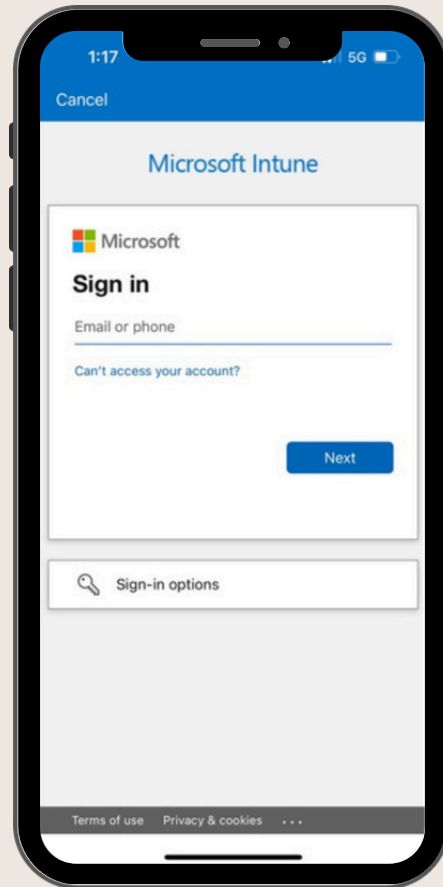 1:17
5G
Cancel
Microsoft Intune
Microsoft
Sign in
Email or phone
Can't access your account?
Next
Sign-in options
Terms of use Privacy & cookies ...